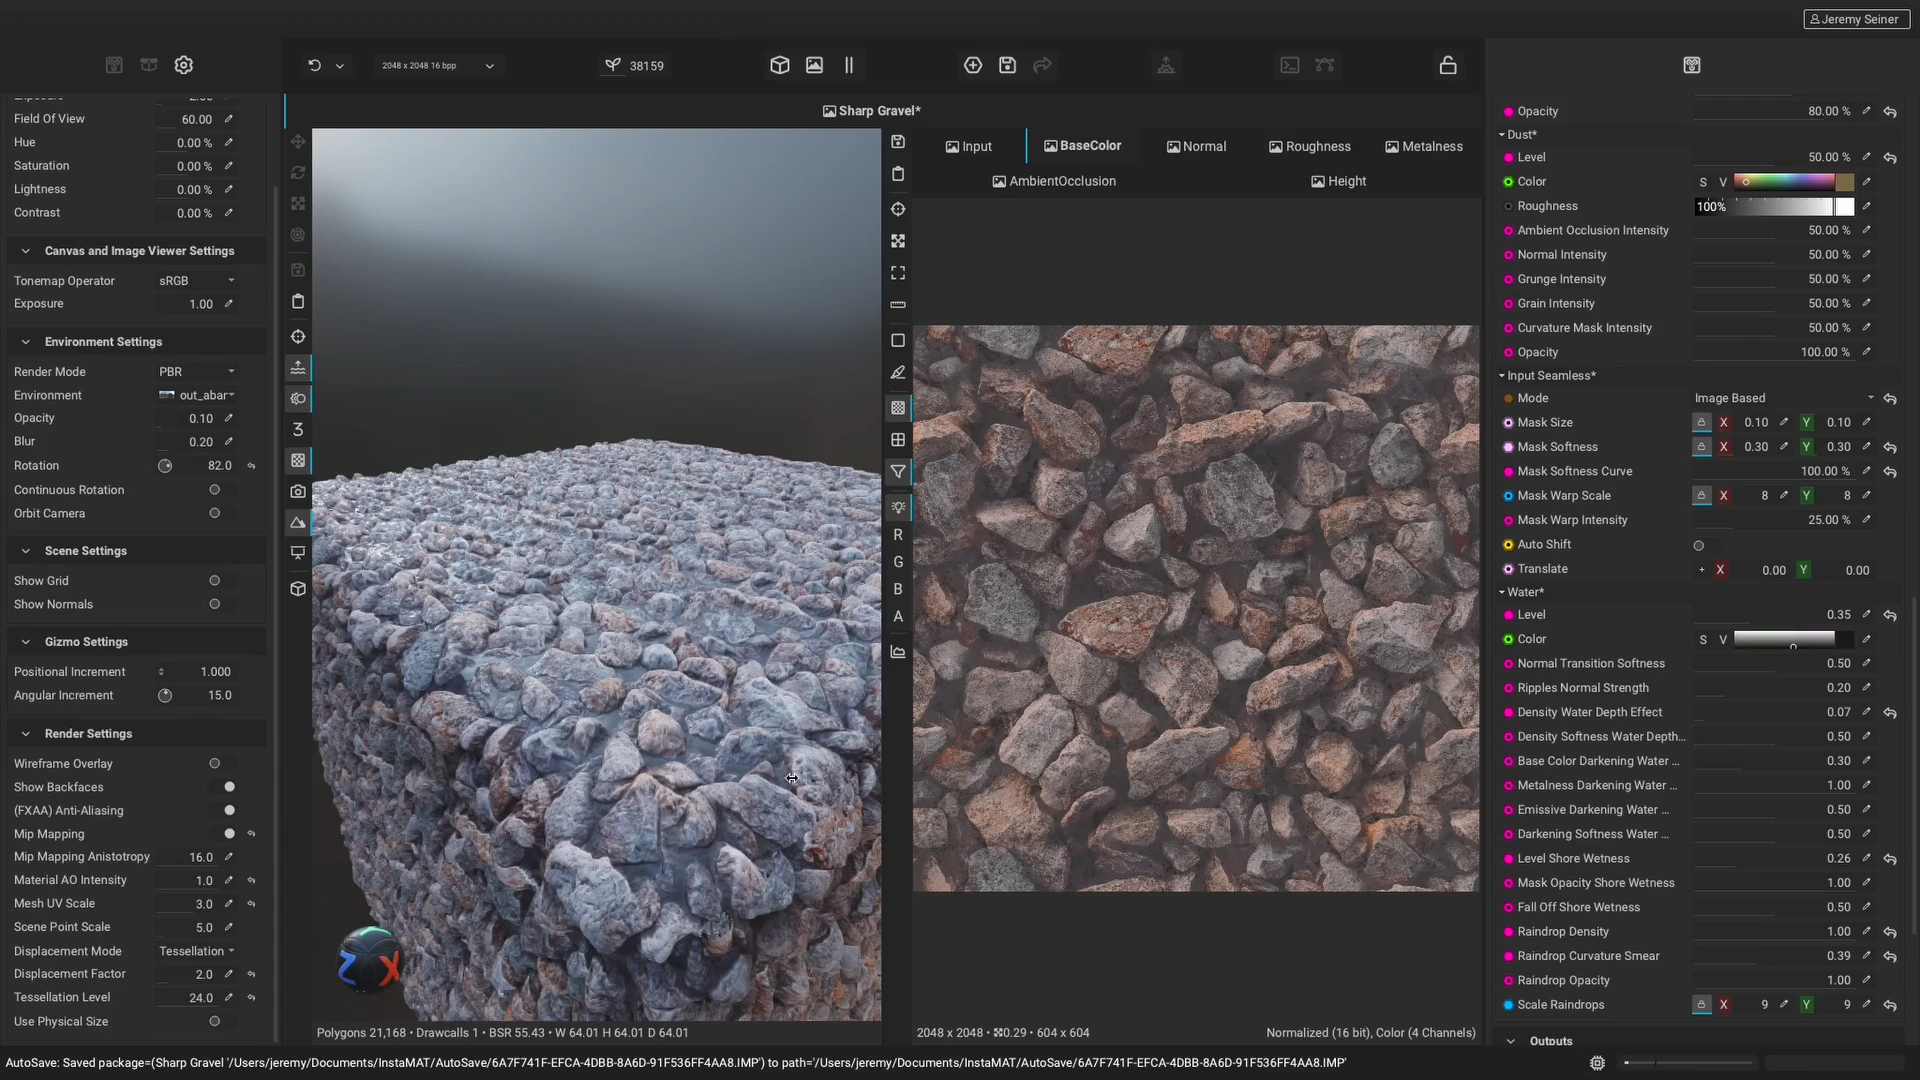 Jeremy Seiner
2048 x 2048 16 bpp
38159
Sharp Gravel*
Field Of View 60.00
Hue 0.00 %
Saturation 0.00 %
Lightness 0.00 %
Contrast 0.00 %
Canvas and Image Viewer Settings
Tonemap Operator sRGB
Exposure 1.00
Environment Settings
Render Mode PBR
Environment out_abar
Opacity 0.10
Blur 0.20
Rotation 82.0
Continuous Rotation
Orbit Camera
Scene Settings
Show Grid
Show Normals
Gizmo Settings
Positional Increment 1.000
Angular Increment 15.0
Render Settings
Wireframe Overlay
Show Backfaces
(FXAA) Anti-Aliasing
Mip Mapping
Mip Mapping Anistotropy 16.0
Material AO Intensity 1.0
Mesh UV Scale 3.0
Scene Point Scale 5.0
Displacement Mode Tessellation
Displacement Factor 2.0
Tessellation Level 24.0
Use Physical Size
3
Z X
Polygons 21,168 • Drawcalls 1 • BSR 55.43 • W 64.01 H 64.01 D 64.01
Input BaseColor Normal Roughness Metalness
AmbientOcclusion Height
R
G
B
A
2048 x 2048 • 0.29 • 604 x 604
Normalized (16 bit), Color (4 Channels)
Opacity 80.00 %
Dust*
Level 50.00 %
Color S V
Roughness 100%
Ambient Occlusion Intensity 50.00 %
Normal Intensity 50.00 %
Grunge Intensity 50.00 %
Grain Intensity 50.00 %
Curvature Mask Intensity 50.00 %
Opacity 100.00 %
Input Seamless*
Mode Image Based
Mask Size X 0.10 Y 0.10
Mask Softness X 0.30 Y 0.30
Mask Softness Curve 100.00 %
Mask Warp Scale X 8 Y 8
Mask Warp Intensity 25.00 %
Auto Shift
Translate + X 0.00 Y 0.00
Water*
Level 0.35
Color S V
Normal Transition Softness 0.50
Ripples Normal Strength 0.20
Density Water Depth Effect 0.07
Density Softness Water Depth... 0.50
Base Color Darkening Water ... 0.30
Metalness Darkening Water ... 1.00
Emissive Darkening Water ... 0.50
Darkening Softness Water ... 0.50
Level Shore Wetness 0.26
Mask Opacity Shore Wetness 1.00
Fall Off Shore Wetness 0.50
Raindrop Density 1.00
Raindrop Curvature Smear 0.39
Raindrop Opacity 1.00
Scale Raindrops X 9 Y 9
Outputs
AutoSave: Saved package=(Sharp Gravel '/Users/jeremy/Documents/InstaMAT/AutoSave/6A7F741F-EFCA-4DBB-8A6D-91F536FF4AA8.IMP') to path='/Users/jeremy/Documents/InstaMAT/AutoSave/6A7F741F-EFCA-4DBB-8A6D-91F536FF4AA8.IMP'